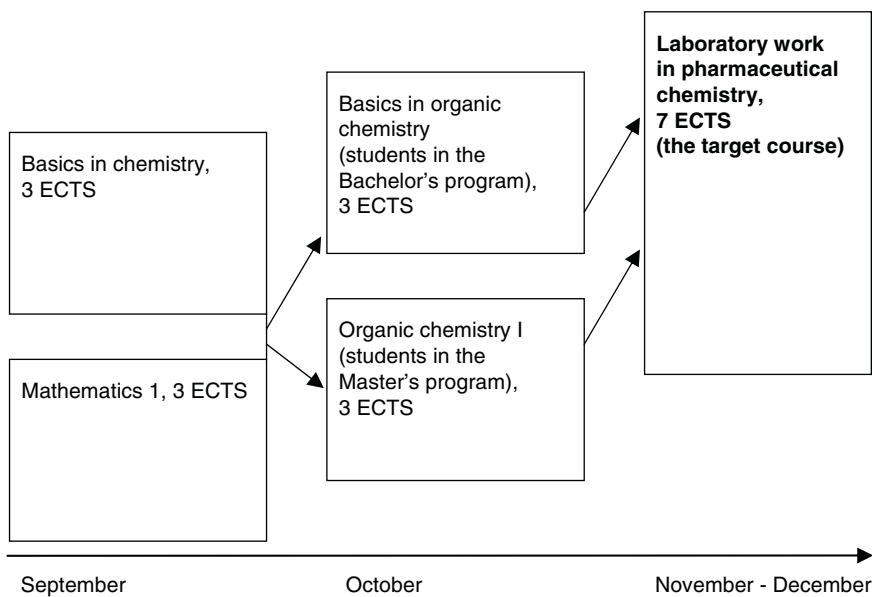 Basics in chemistry,
3 ECTS
Mathematics 1, 3 ECTS
Basics in organic
chemistry
(students in the
Bachelor's program),
3 ECTS
Organic chemistry I
(students in the
Master's program),
3 ECTS
Laboratory work
in pharmaceutical
chemistry,
7 ECTS
(the target course)
September
October
November - December